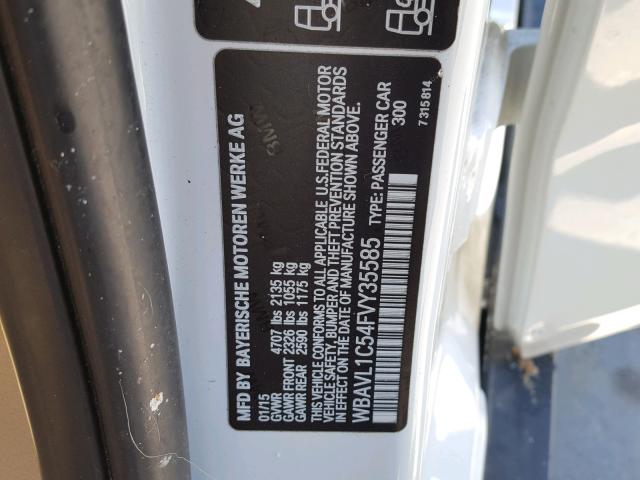 MFD BY BAYERISCHE MOTOREN WERKE AG
01/15
GVWR 4707 lbs 2135 kg
GAWR FRONT 2326 lbs 1055 kg
GAWR REAR 2590 lbs 1175 kg
THIS VEHICLE CONFORMS TO ALL APPLICABLE U.S. FEDERAL MOTOR
VEHICLE SAFETY, BUMPER AND THEFT PREVENTION STANDARDS
IN EFFECT ON THE DATE OF MANUFACTURE SHOWN ABOVE.
WBAVL1C54FVY35585 TYPE: PASSENGER CAR
300
7 315 814